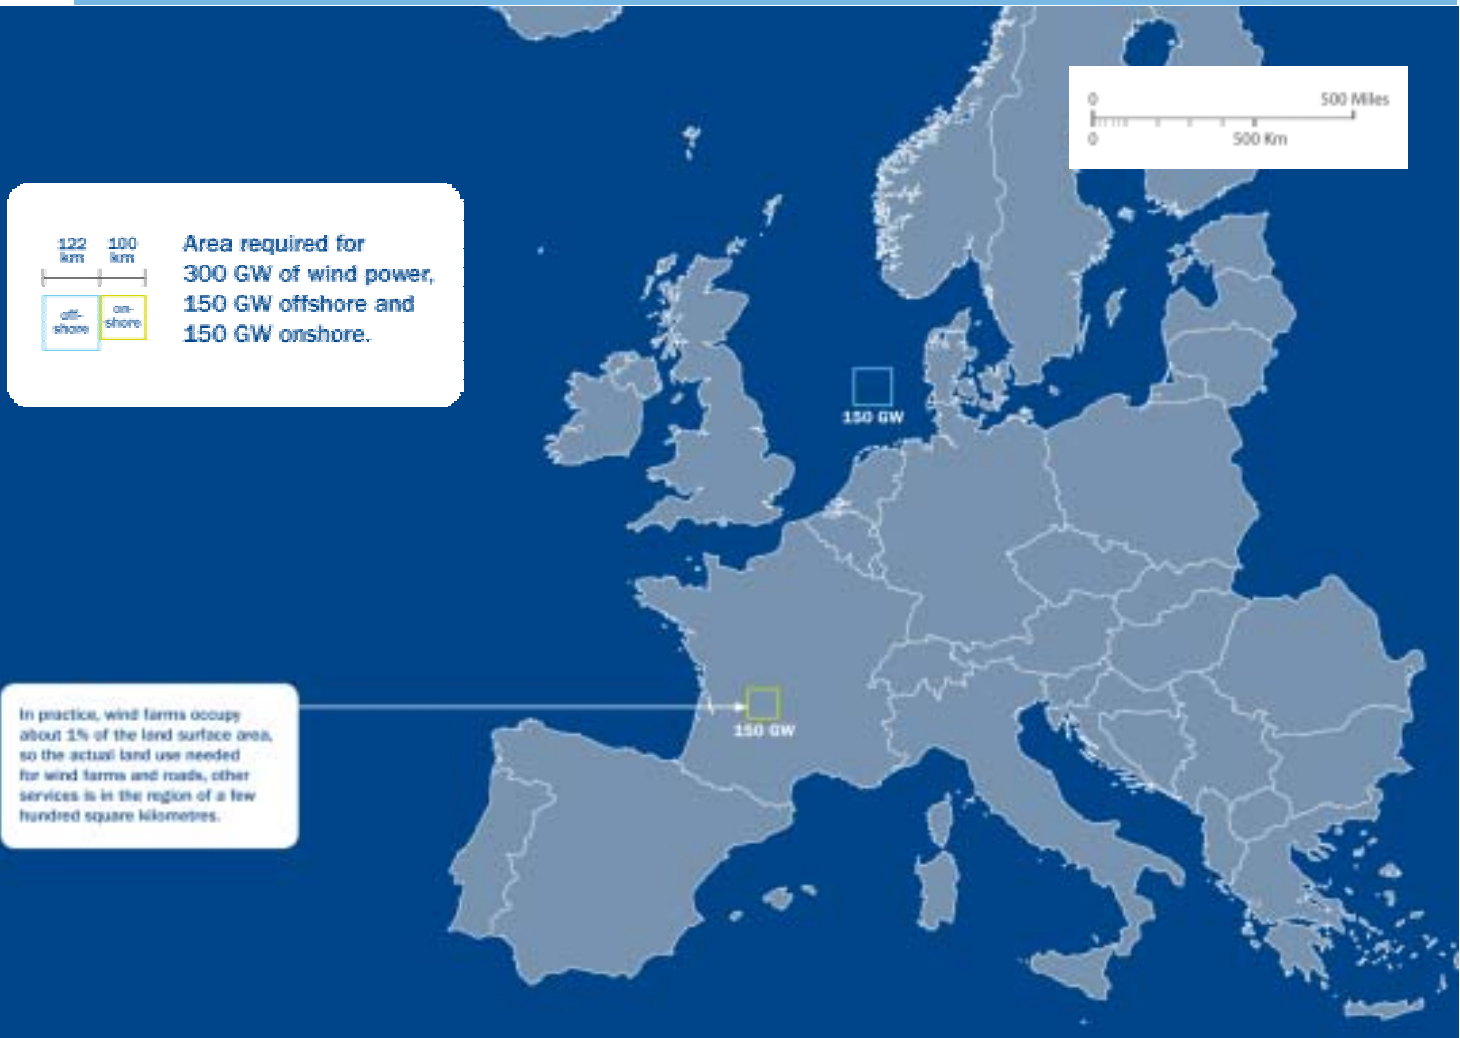 0 500 Miles
0 500 Km
122 km
100 km
off-
shore
on-
shore
Area required for
300 GW of wind power,
150 GW offshore and
150 GW onshore.
150 GW
150 GW
In practice, wind farms occupy
about 1% of the land surface area,
so the actual land use needed
for wind farms and roads, other
services is in the region of a few
hundred square kilometres.